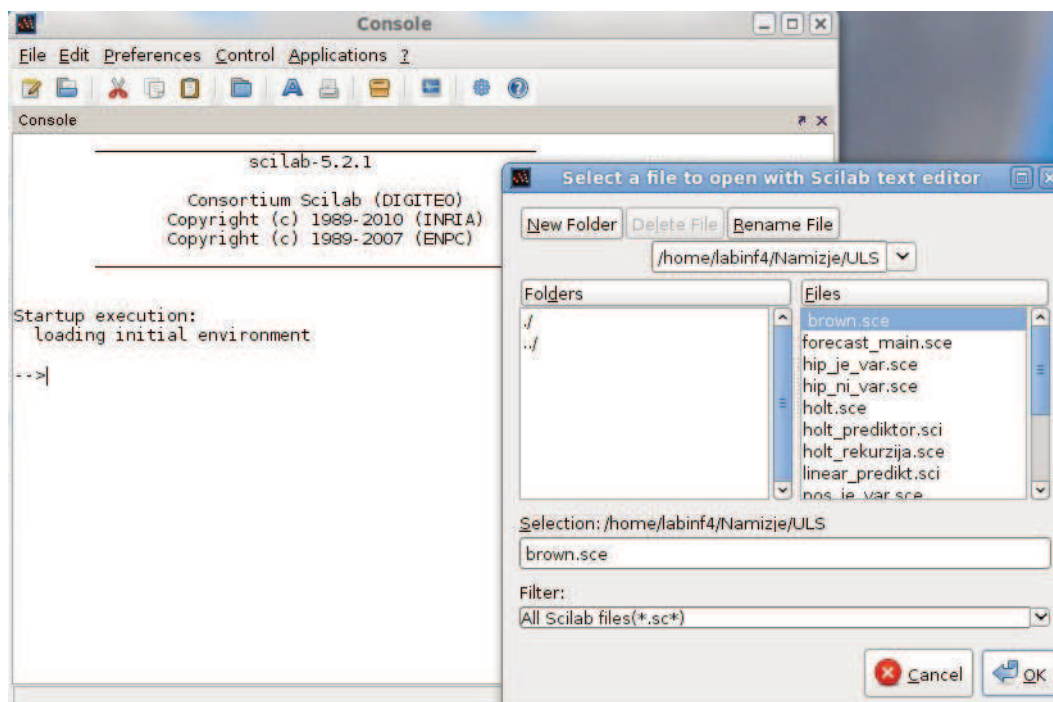 Console
File Edit Preferences Control Applications ?
Console
scilab-5.2.1
Consortium Scilab (DIGITEO)
Copyright (c) 1989-2010 (INRIA)
Copyright (c) 1989-2007 (ENPC)
Startup execution:
loading initial environment
-->
Select a file to open with Scilab text editor
New Folder Delete File Rename File
/home/labinf4/Namizje/ULS
Folders
./
../
Files
brown.sce
forecast_main.sce
hip_je_var.sce
hip_ni_var.sce
holt.sce
holt_prediktor.sci
holt_rekurzija.sce
linear_predikt.sci
pos_je_var.sce
Selection: /home/labinf4/Namizje/ULS
brown.sce
Filter:
All Scilab files(*.sc*)
Cancel OK